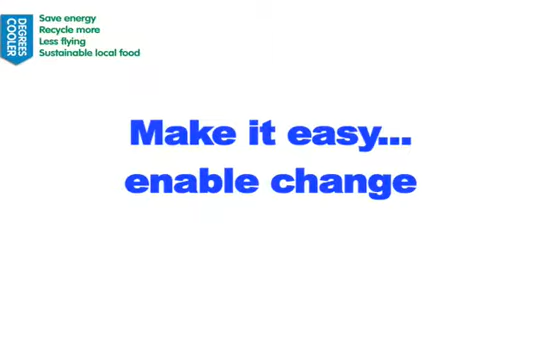 DEGREES
COOLER
Save energy
Recycle more
Less flying
Sustainable local food
Make it easy...
enable change